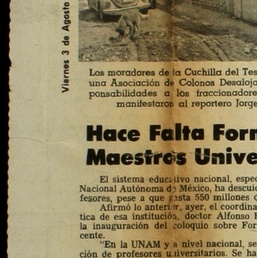 Viernes 3 de Agosto
Los moradores de la Cuchilla del Tes
una Asociación de Colonos Desaloja
ponsabilidades a los fraccionadore
manifestaron al reportero Jorge
Hace Falta Form
Maestros Unive
El sistema educativo nacional, espec
Nacional Autónoma de México, ha descuid
fesores, pese a que gasta 550 millones d
Afirmó lo anterior, ayer, el coordina
tica de esa institución, doctor Alfonso B
la inauguración del coloquio sobre For
cente.
"En la UNAM y a nivel nacional, se
ción de profesores universitarios. Se ha